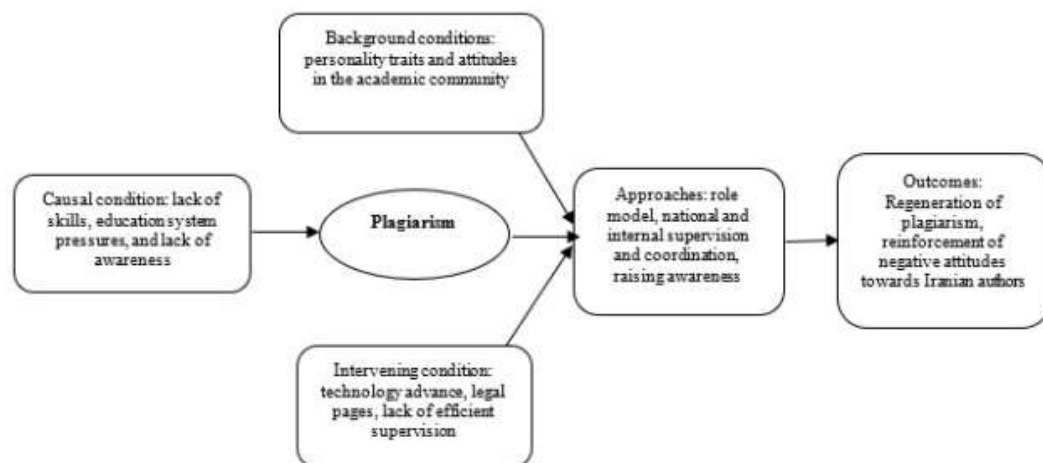 Background conditions:
personality traits and attitudes
in the academic community
Causal condition: lack of
skills, education system
pressures, and lack of
awareness
Plagiarism
Approaches: role model,
national and
internal supervision
and coordination,
raising awareness
Outcomes:
Regeneration of
plagiarism,
reinforcement of
negative attitudes
towards Iranian authors
Intervening condition:
technology advance, legal
pages, lack of efficient
supervision